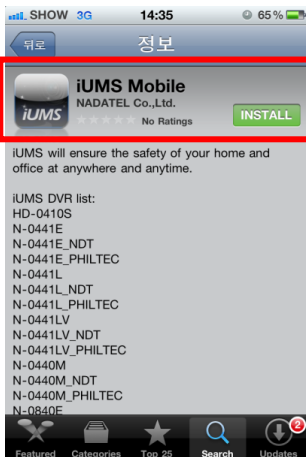 SHOW 3G 14:35 65%
뒤로 정보
iUMS
iUMS Mobile
NADATEL Co.,Ltd.
No Ratings
INSTALL
iUMS will ensure the safety of your home and
office at anywhere and anytime.
iUMS DVR list:
HD-0410S
N-0441E
N-0441E_NDT
N-0441E_PHILTEC
N-0441L
N-0441L_NDT
N-0441L_PHILTEC
N-0441LV
N-0441LV_NDT
N-0441LV_PHILTEC
N-0440M
N-0440M_NDT
N-0440M_PHILTEC
N-0840E
2
Featured Categories Top 25 Search Updates